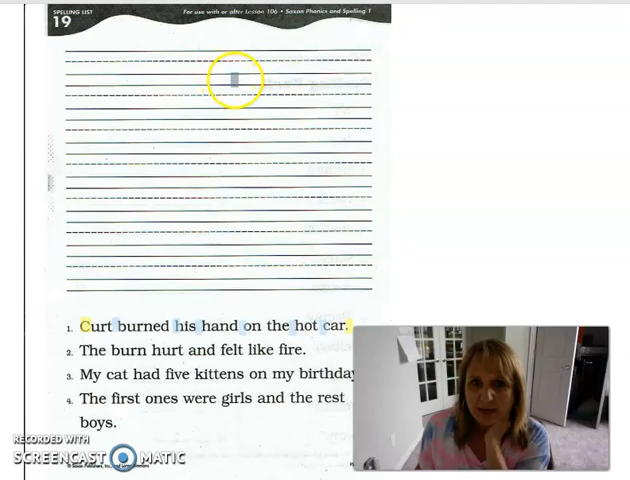 SPELLING LIST
19
For use with or after Lesson 106 • Saxon Phonics and Spelling 1
1. Curt burned his hand on the hot car.
2. The burn hurt and felt like fire.
3. My cat had five kittens on my birthday
4. The first ones were girls and the rest
boys.
RECORDED WITH
SCREENCAST MATIC